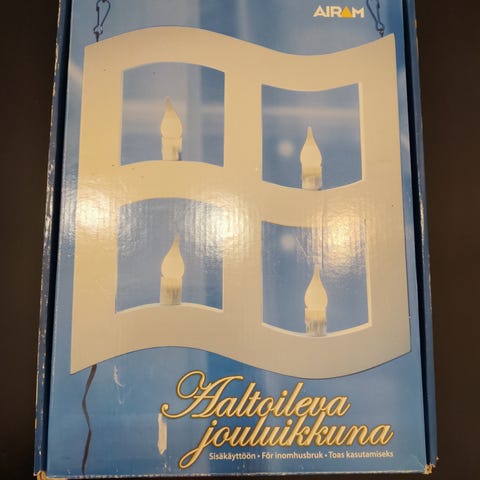 AIRAM
Aaltoileva
jouluikkuna
Sisäkäyttöön • För inomhusbruk • Toas kasutamiseks